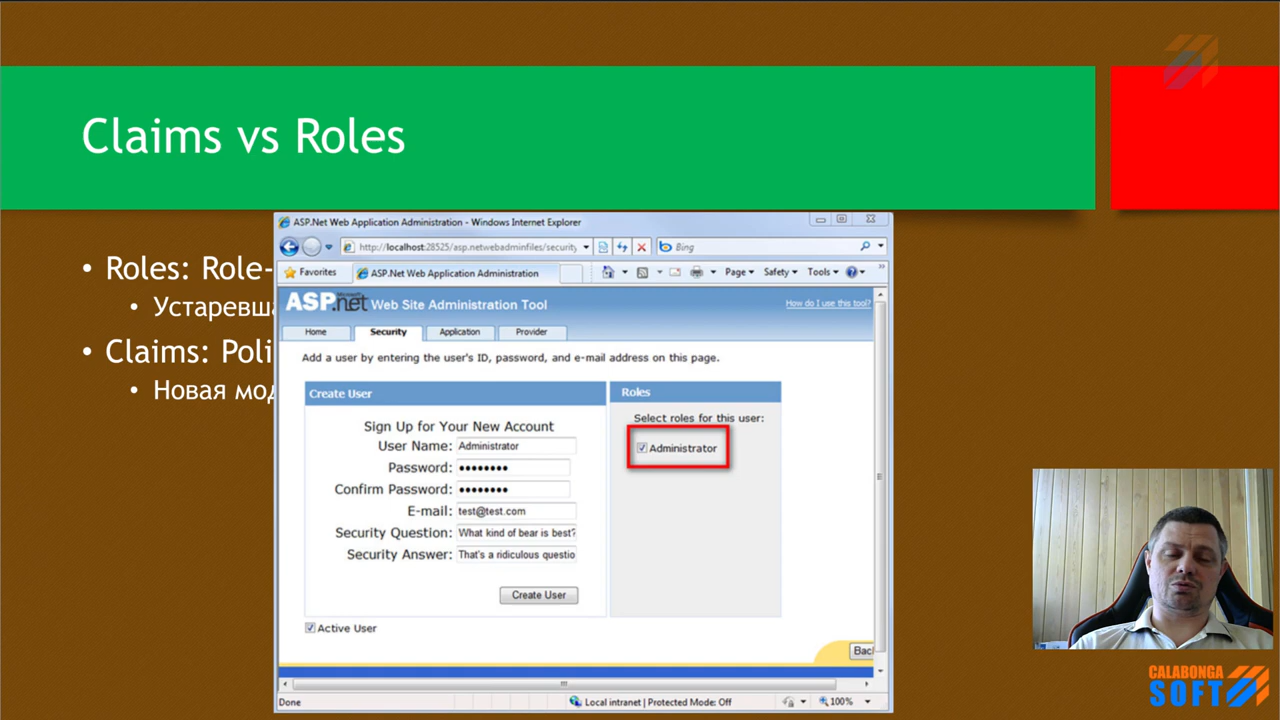 Claims vs Roles
• Roles: Role-
• Устаревша
• Claims: Poli
• Новая мод
ASP.Net Web Application Administration - Windows Internet Explorer
http://localhost:28525/asp.netwebadminfiles/security
Bing
Favorites
ASP.Net Web Application Administration
Page
Safety
Tools
Microsoft
ASP.net Web Site Administration Tool
How do I use this tool?
Home
Security
Application
Provider
Add a user by entering the user's ID, password, and e-mail address on this page.
Create User
Sign Up for Your New Account
User Name: Administrator
Password: ••••••••
Confirm Password: ••••••••
E-mail: test@test.com
Security Question: What kind of bear is best?
Security Answer: That's a ridiculous questio
Create User
Roles
Select roles for this user:
Administrator
Active User
Back
Done
Local intranet | Protected Mode: Off
100%
CALABONGA
SOFT